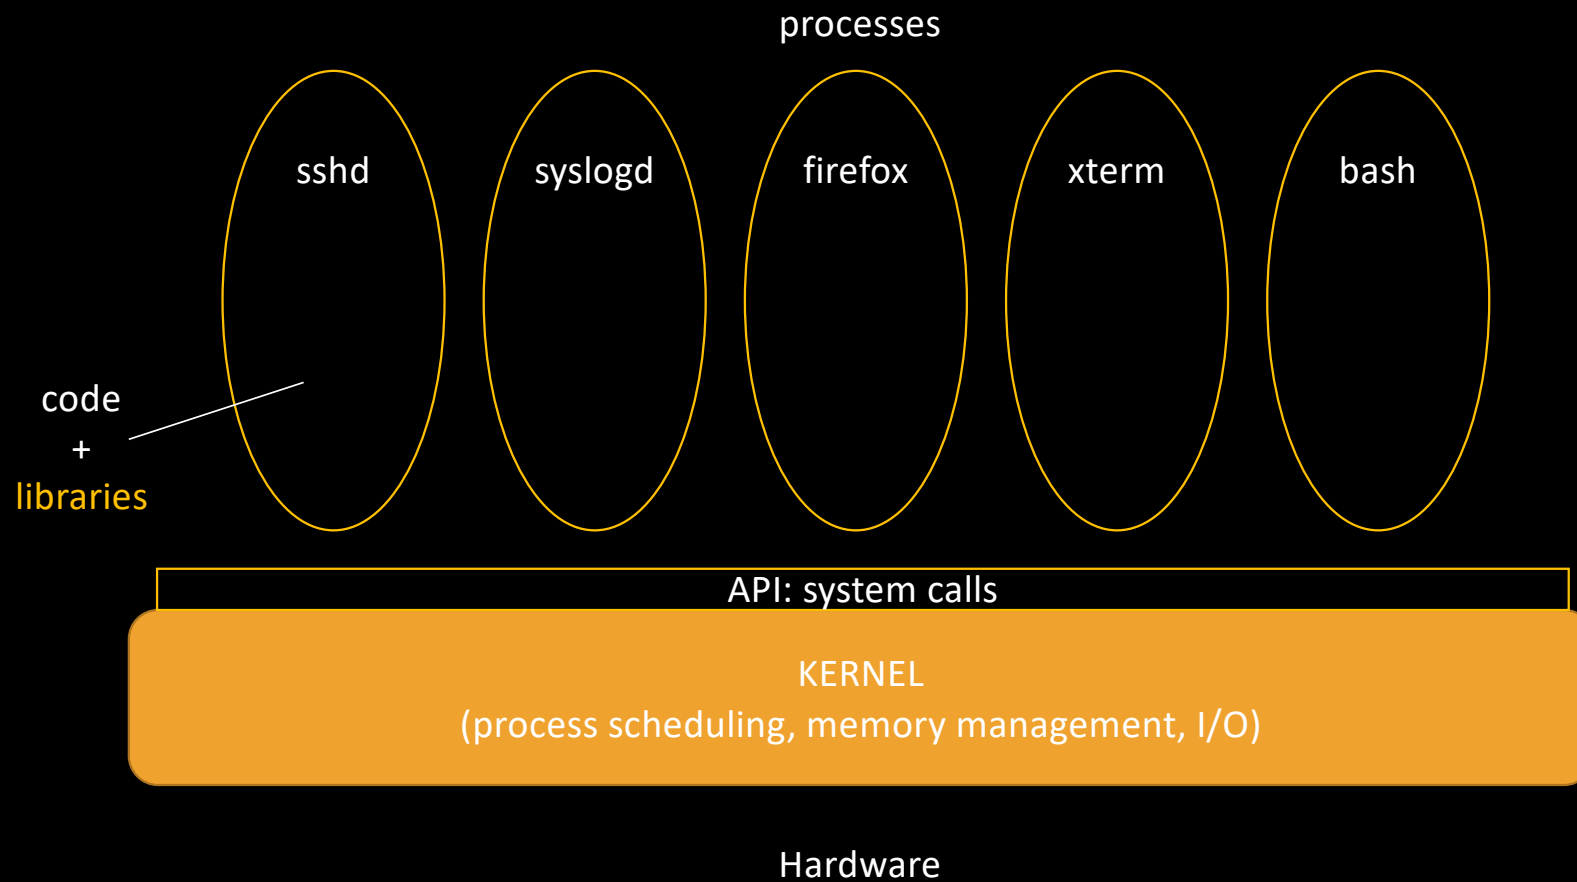 processes
sshd
syslogd
firefox
xterm
bash
code
+
libraries
API: system calls
KERNEL
(process scheduling, memory management, I/O)
Hardware